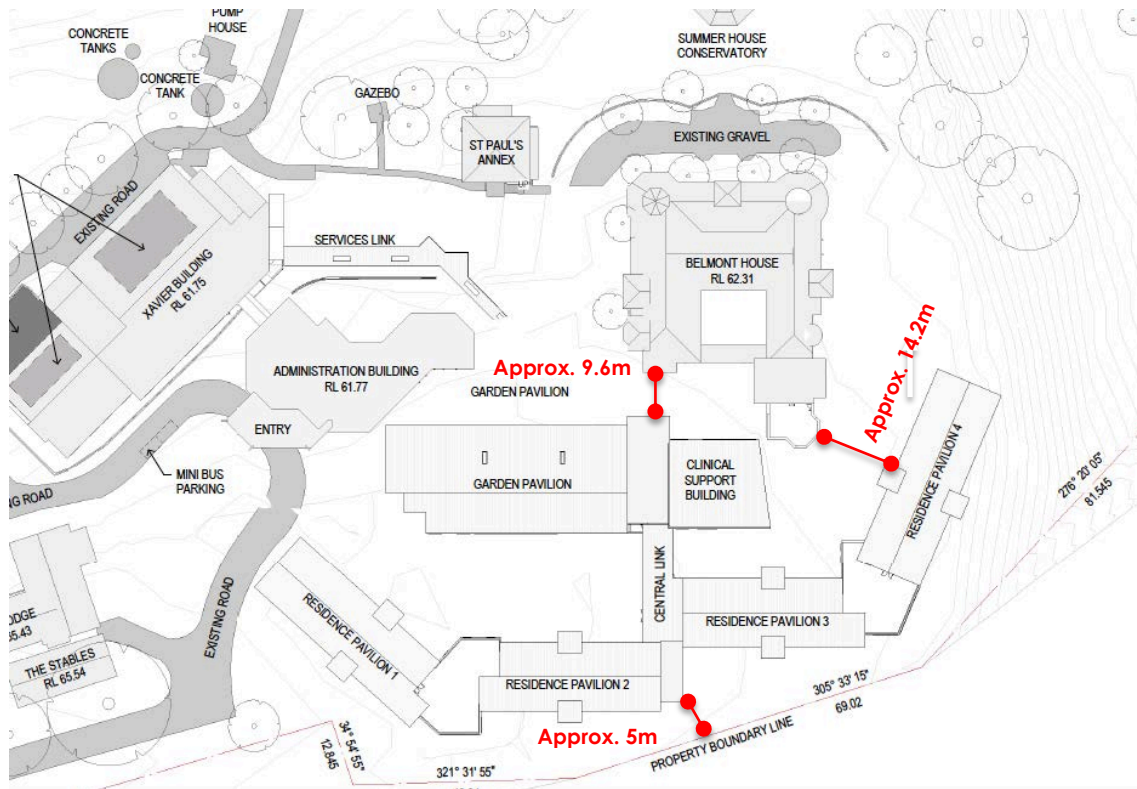 PUMP
HOUSE
CONCRETE
TANKS
CONCRETE
TANK
GAZEBO
SUMMER HOUSE
CONSERVATORY
EXISTING GRAVEL
ST PAUL'S
ANNEX
UP
EXISTING ROAD
SERVICES LINK
XAVIER BUILDING
RL 61.75
BELMONT HOUSE
RL 62.31
ADMINISTRATION BUILDING
RL 61.77
GARDEN PAVILION
Approx. 9.6m
Approx. 14.2m
ENTRY
MINI BUS
PARKING
GARDEN PAVILION
CLINICAL
SUPPORT
BUILDING
RESIDENCE PAVILION 4
276° 20' 05"
81.545
NG ROAD
EXISTING ROAD
CENTRAL LINK
RESIDENCE PAVILION 3
RESIDENCE PAVILION 1
ODGE
65.43
THE STABLES
RL 65.54
RESIDENCE PAVILION 2
305° 33' 15"
69.02
PROPERTY BOUNDARY LINE
Approx. 5m
34° 54' 55"
12.845
321° 31' 55"